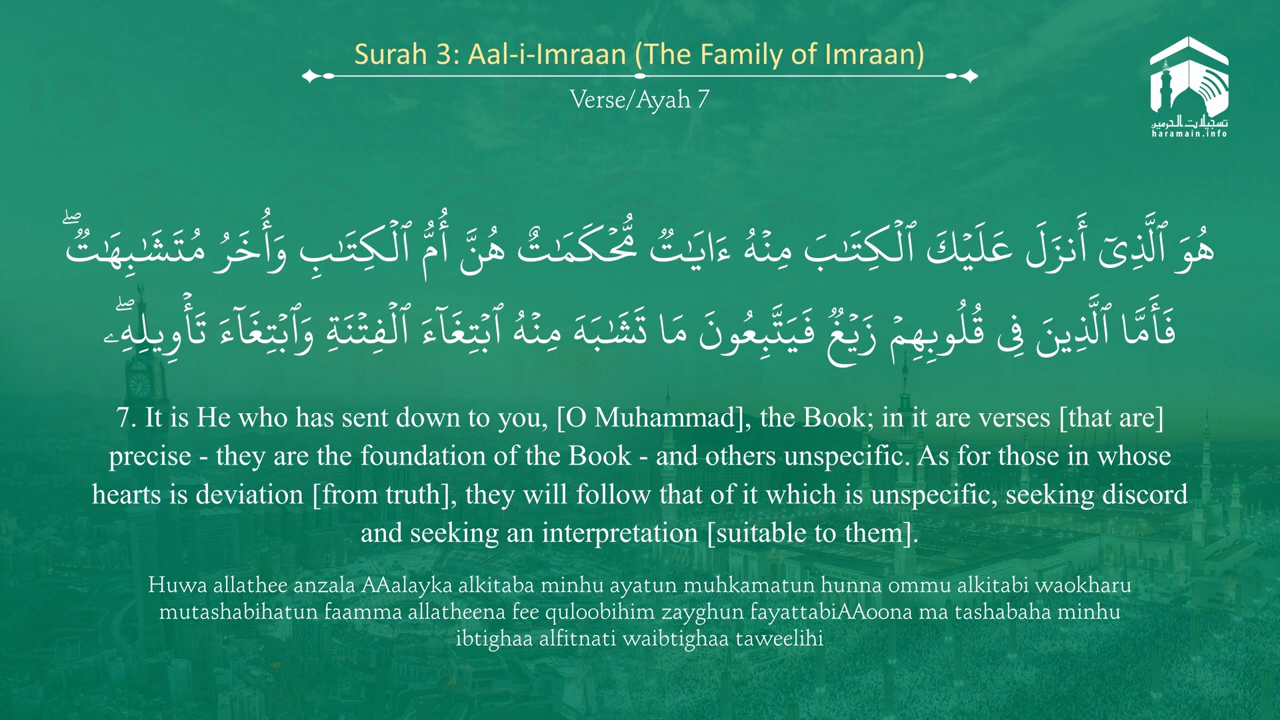 Surah 3: Aal-i-Imraan (The Family of Imraan)
Verse/Ayah 7
تسجيلات الحرمين
haramain.info
هُوَ ٱلَّذِىٓ أَنزَلَ عَلَيْكَ ٱلْكِتَـٰبَ مِنْهُ ءَايَـٰتٌ مُّحْكَمَـٰتٌ هُنَّ أُمُّ ٱلْكِتَـٰبِ وَأُخَرُ مُتَشَـٰبِهَـٰتٌ ۖ
فَأَمَّا ٱلَّذِينَ فِى قُلُوبِهِمْ زَيْغٌ فَيَتَّبِعُونَ مَا تَشَـٰبَهَ مِنْهُ ٱبْتِغَآءَ ٱلْفِتْنَةِ وَٱبْتِغَآءَ تَأْوِيلِهِۦ ۖ
7. It is He who has sent down to you, [O Muhammad], the Book; in it are verses [that are]
precise - they are the foundation of the Book - and others unspecific. As for those in whose
hearts is deviation [from truth], they will follow that of it which is unspecific, seeking discord
and seeking an interpretation [suitable to them].
Huwa allathee anzala AAalayka alkitaba minhu ayatun muhkamatun hunna ommu alkitabi waokharu
mutashabihatun faamma allatheena fee quloobihim zayghun fayattabiAAoona ma tashabaha minhu
ibtighaa alfitnati waibtighaa taweelihi